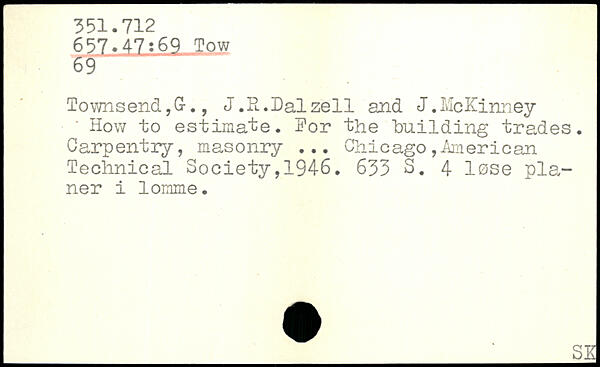 351.712
657.47:69 Tow
69
Townsend,G., J.R.Dalzell and J.McKinney
How to estimate. For the building trades.
Carpentry, masonry ... Chicago,American
Technical Society,1946. 633 S. 4 løse pla-
ner i lomme.
SK